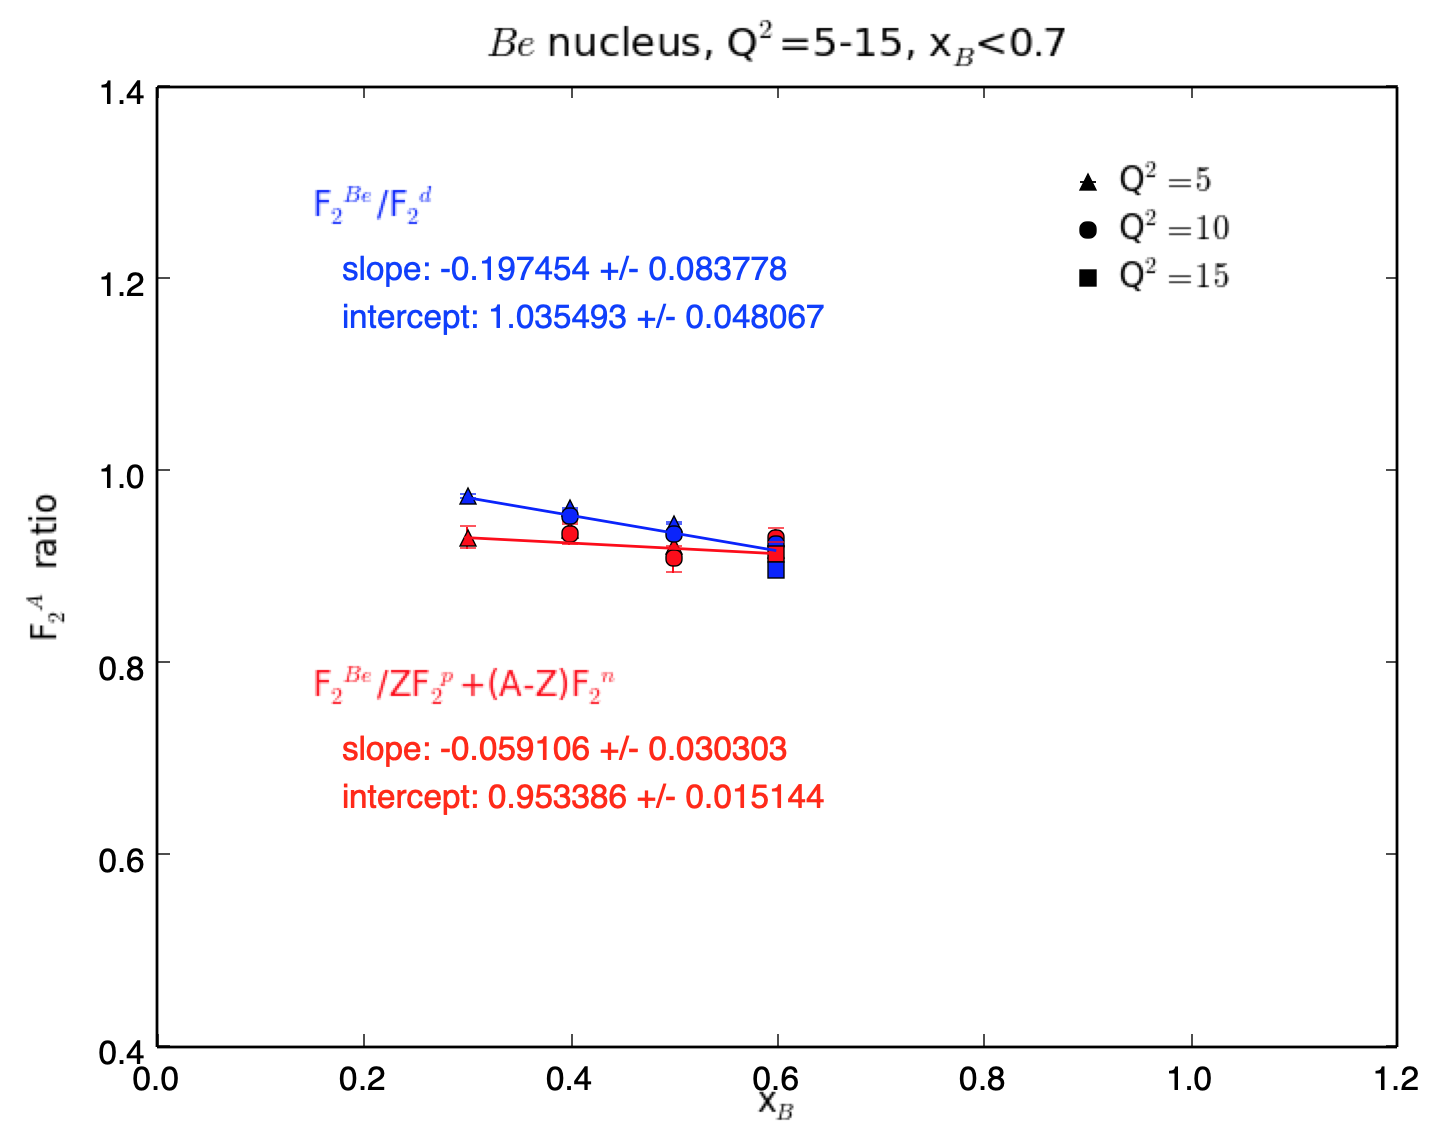 Be nucleus, Q²=5-15, x_B<0.7
1.4
1.2
1.0
0.8
0.6
0.4
F₂^A ratio
F₂^Be/F₂^d
slope: -0.197454 +/- 0.083778
intercept: 1.035493 +/- 0.048067
Q² =5
Q² =10
Q² =15
F₂^Be/ZF₂^p+(A-Z)F₂^n
slope: -0.059106 +/- 0.030303
intercept: 0.953386 +/- 0.015144
0.0 0.2 0.4 0.6 0.8 1.0 1.2
x_B